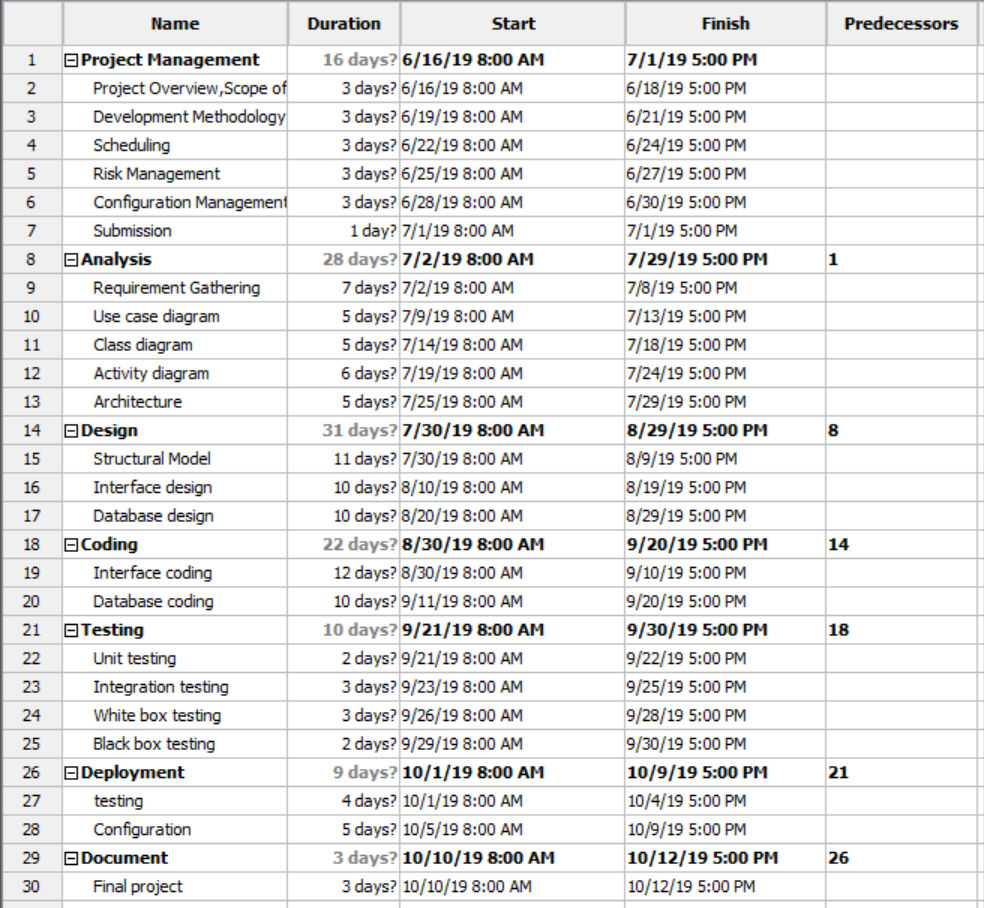 Name Duration Start Finish Predecessors
1 Project Management 16 days? 6/16/19 8:00 AM 7/1/19 5:00 PM
2 Project Overview,Scope of 3 days? 6/16/19 8:00 AM 6/18/19 5:00 PM
3 Development Methodology 3 days? 6/19/19 8:00 AM 6/21/19 5:00 PM
4 Scheduling 3 days? 6/22/19 8:00 AM 6/24/19 5:00 PM
5 Risk Management 3 days? 6/25/19 8:00 AM 6/27/19 5:00 PM
6 Configuration Management 3 days? 6/28/19 8:00 AM 6/30/19 5:00 PM
7 Submission 1 day? 7/1/19 8:00 AM 7/1/19 5:00 PM
8 Analysis 28 days? 7/2/19 8:00 AM 7/29/19 5:00 PM 1
9 Requirement Gathering 7 days? 7/2/19 8:00 AM 7/8/19 5:00 PM
10 Use case diagram 5 days? 7/9/19 8:00 AM 7/13/19 5:00 PM
11 Class diagram 5 days? 7/14/19 8:00 AM 7/18/19 5:00 PM
12 Activity diagram 6 days? 7/19/19 8:00 AM 7/24/19 5:00 PM
13 Architecture 5 days? 7/25/19 8:00 AM 7/29/19 5:00 PM
14 Design 31 days? 7/30/19 8:00 AM 8/29/19 5:00 PM 8
15 Structural Model 11 days? 7/30/19 8:00 AM 8/9/19 5:00 PM
16 Interface design 10 days? 8/10/19 8:00 AM 8/19/19 5:00 PM
17 Database design 10 days? 8/20/19 8:00 AM 8/29/19 5:00 PM
18 Coding 22 days? 8/30/19 8:00 AM 9/20/19 5:00 PM 14
19 Interface coding 12 days? 8/30/19 8:00 AM 9/10/19 5:00 PM
20 Database coding 10 days? 9/11/19 8:00 AM 9/20/19 5:00 PM
21 Testing 10 days? 9/21/19 8:00 AM 9/30/19 5:00 PM 18
22 Unit testing 2 days? 9/21/19 8:00 AM 9/22/19 5:00 PM
23 Integration testing 3 days? 9/23/19 8:00 AM 9/25/19 5:00 PM
24 White box testing 3 days? 9/26/19 8:00 AM 9/28/19 5:00 PM
25 Black box testing 2 days? 9/29/19 8:00 AM 9/30/19 5:00 PM
26 Deployment 9 days? 10/1/19 8:00 AM 10/9/19 5:00 PM 21
27 testing 4 days? 10/1/19 8:00 AM 10/4/19 5:00 PM
28 Configuration 5 days? 10/5/19 8:00 AM 10/9/19 5:00 PM
29 Document 3 days? 10/10/19 8:00 AM 10/12/19 5:00 PM 26
30 Final project 3 days? 10/10/19 8:00 AM 10/12/19 5:00 PM